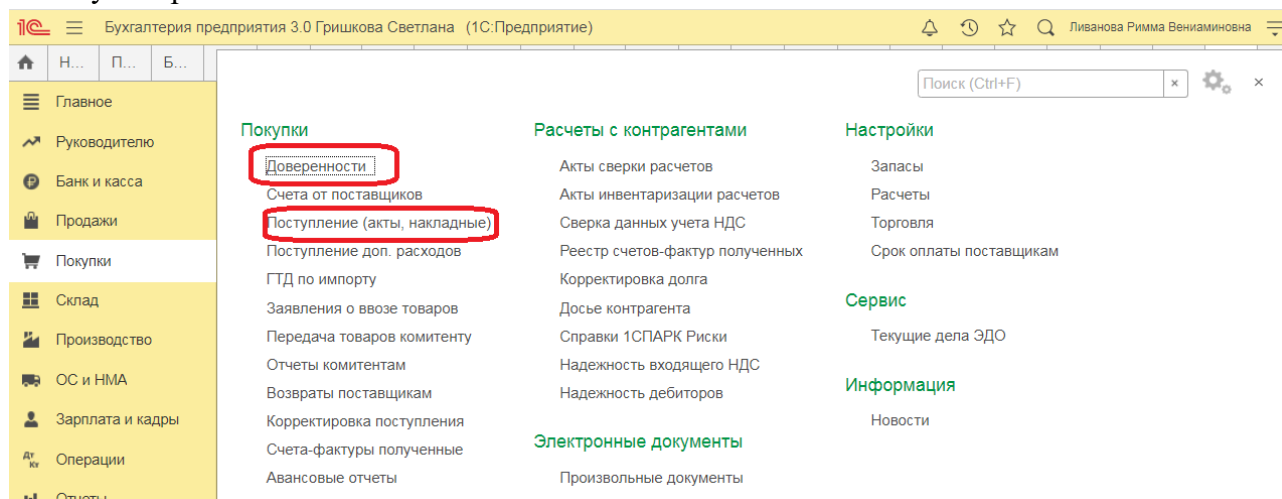 1С Бухгалтерия предприятия 3.0 Гришкова Светлана (1С:Предприятие) Ливанова Римма Вениаминовна
Н... П... Б...
Поиск (Ctrl+F) × ×
Главное
Руководителю
Банк и касса
Продажи
Покупки
Склад
Производство
ОС и НМА
Зарплата и кадры
Дт Кт Операции
Отчеты
Покупки
Доверенности
Счета от поставщиков
Поступление (акты, накладные)
Поступление доп. расходов
ГТД по импорту
Заявления о ввозе товаров
Передача товаров комитенту
Отчеты комитентам
Возвраты поставщикам
Корректировка поступления
Счета-фактуры полученные
Авансовые отчеты
Расчеты с контрагентами
Акты сверки расчетов
Акты инвентаризации расчетов
Сверка данных учета НДС
Реестр счетов-фактур полученных
Корректировка долга
Досье контрагента
Справки 1СПАРК Риски
Надежность входящего НДС
Надежность дебиторов
Электронные документы
Произвольные документы
Настройки
Запасы
Расчеты
Торговля
Срок оплаты поставщикам
Сервис
Текущие дела ЭДО
Информация
Новости